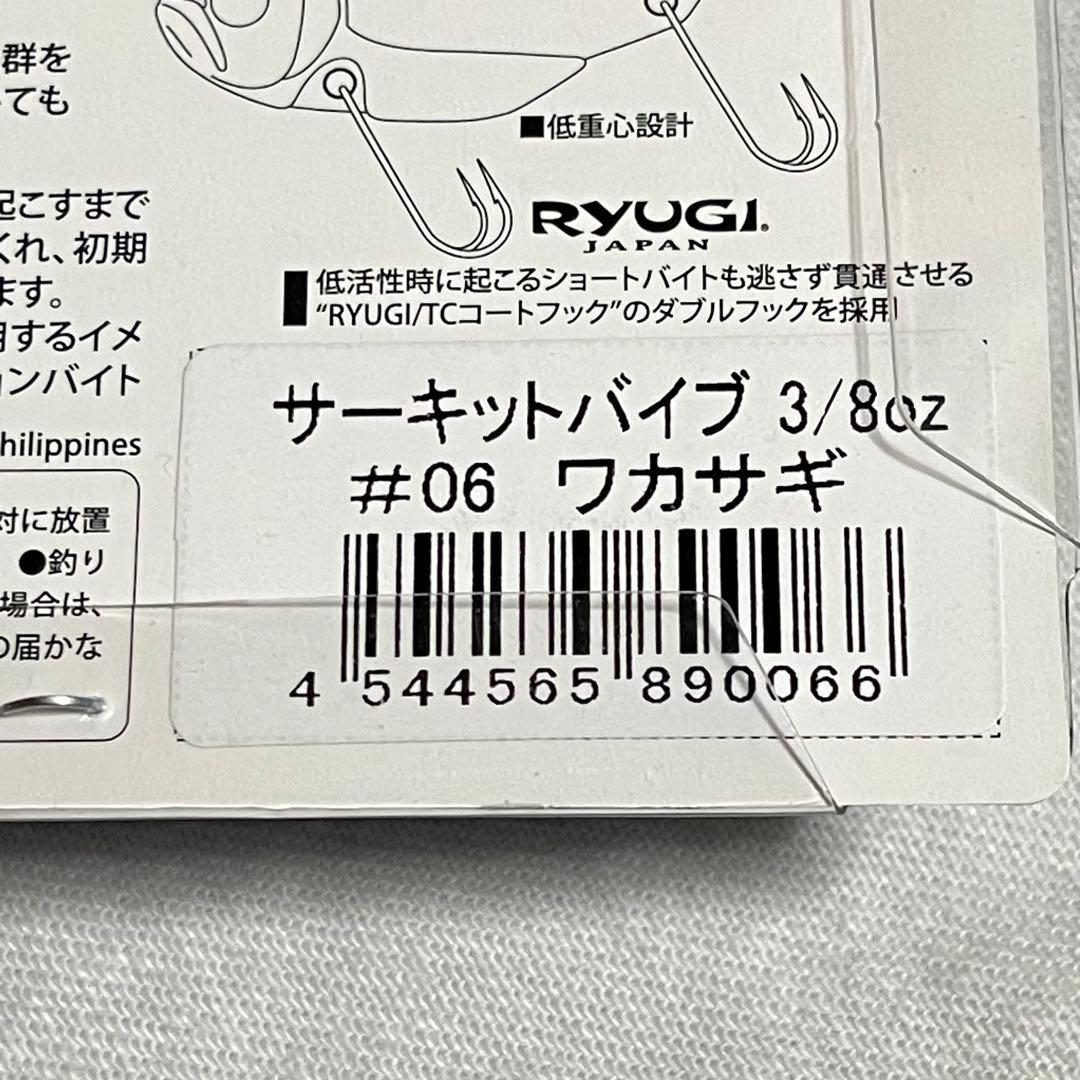 群を
ても
■低重心設計
RYUGI
JAPAN
起こすまで
くれ、初期
ます。
用するイメ
ョンバイト
hilippines
低活性時に起こるショートバイトも逃さず貫通させる
“RYUGI/TCコートフック”のダブルフックを採用
対に放置
●釣り
場合は、
の届かな
サーキットバイブ 3/8oz
#06 ワカサギ
4 544565 890066